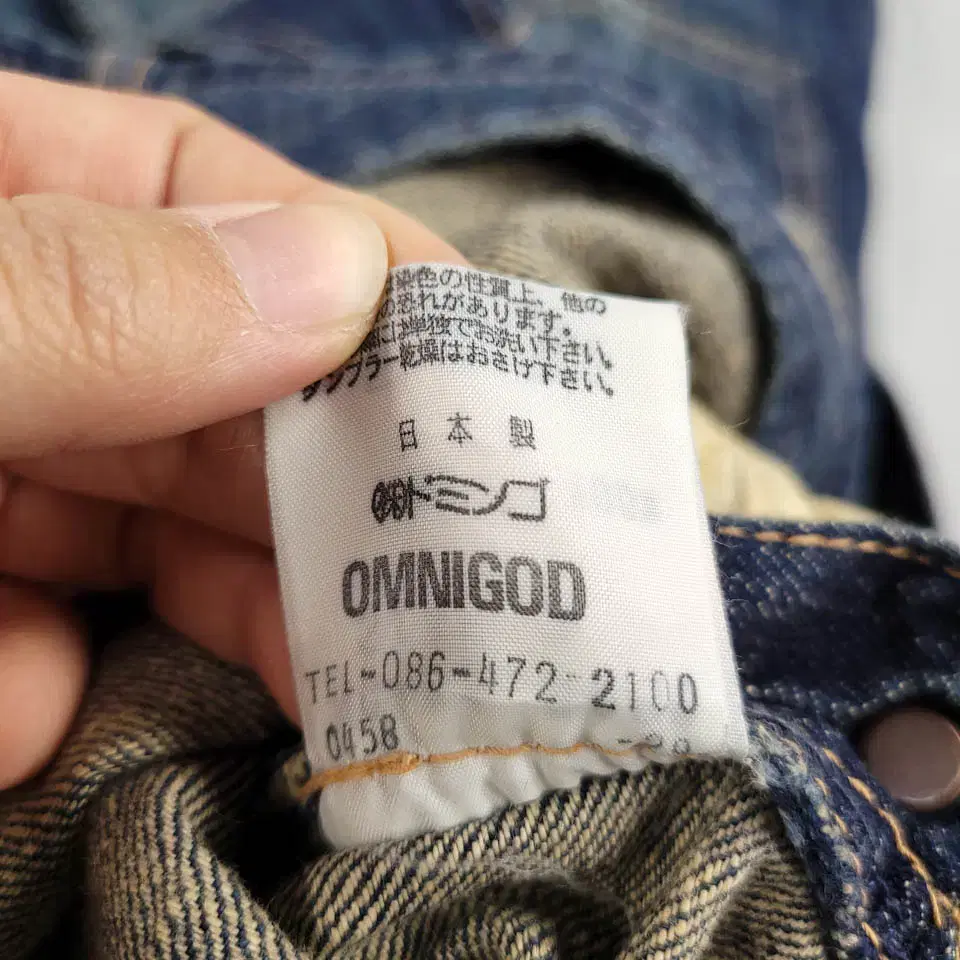 染色の性質上、他の
の恐れがあります。
に単独でお洗い下さい。
タンブラー乾燥はおさけ下さい。
日本製
㈱ドミンゴ
OMNIGOD
TEL-086-472-2100
0458